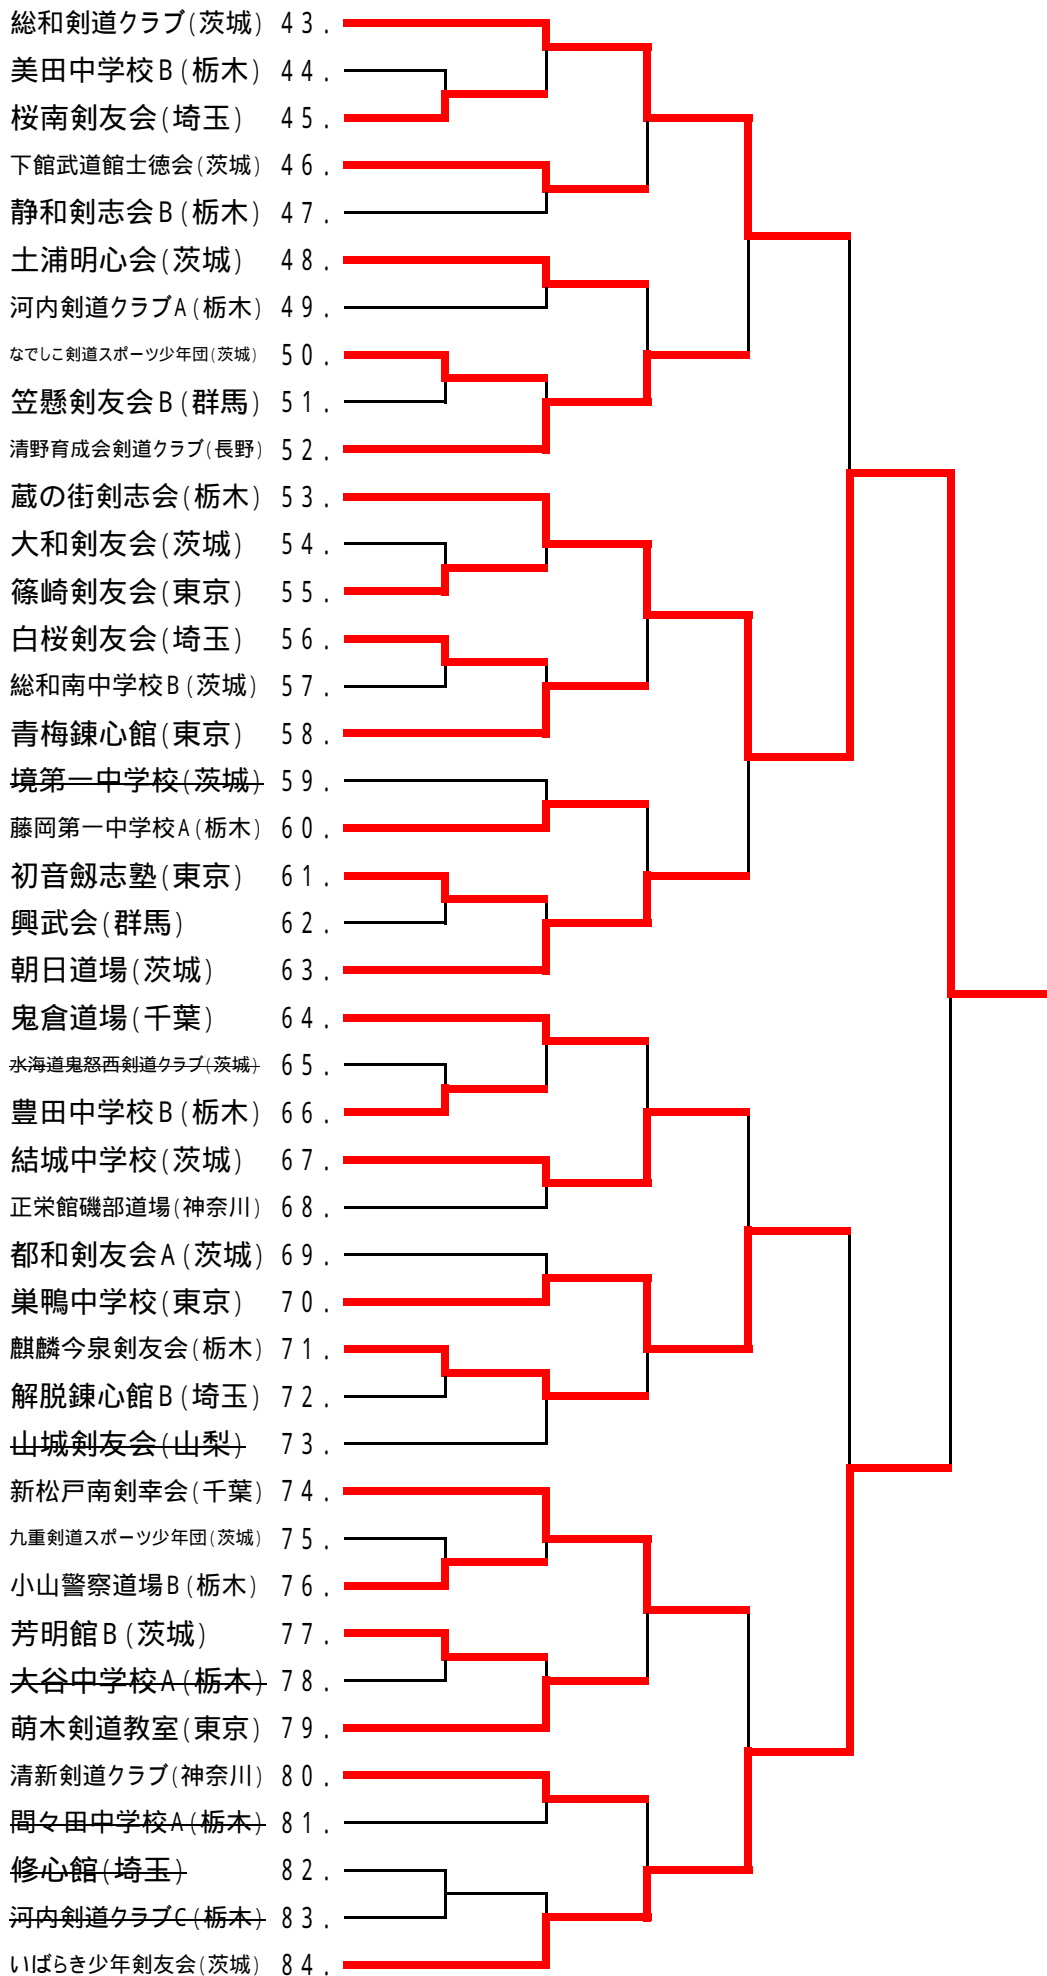 総和剣道クラブ(茨城) 43.
美田中学校B(栃木) 44.
桜南剣友会(埼玉) 45.
下館武道館士徳会(茨城) 46.
静和剣志会B(栃木) 47.
土浦明心会(茨城) 48.
河内剣道クラブA(栃木) 49.
なでしこ剣道スポーツ少年団(茨城) 50.
笠懸剣友会B(群馬) 51.
清野育成会剣道クラブ(長野) 52.
蔵の街剣志会(栃木) 53.
大和剣友会(茨城) 54.
篠崎剣友会(東京) 55.
白桜剣友会(埼玉) 56.
総和南中学校B(茨城) 57.
青梅錬心館(東京) 58.
境第一中学校(茨城) 59.
藤岡第一中学校A(栃木) 60.
初音剱志塾(東京) 61.
興武会(群馬) 62.
朝日道場(茨城) 63.
鬼倉道場(千葉) 64.
水海道鬼怒西剣道クラブ(茨城) 65.
豊田中学校B(栃木) 66.
結城中学校(茨城) 67.
正栄館磯部道場(神奈川) 68.
都和剣友会A(茨城) 69.
巣鴨中学校(東京) 70.
麒麟今泉剣友会(栃木) 71.
解脱錬心館B(埼玉) 72.
山城剣友会(山梨) 73.
新松戸南剣幸会(千葉) 74.
九重剣道スポーツ少年団(茨城) 75.
小山警察道場B(栃木) 76.
芳明館B(茨城) 77.
大谷中学校A(栃木) 78.
萌木剣道教室(東京) 79.
清新剣道クラブ(神奈川) 80.
間々田中学校A(栃木) 81.
修心館(埼玉) 82.
河内剣道クラブC(栃木) 83.
いばらき少年剣友会(茨城) 84.